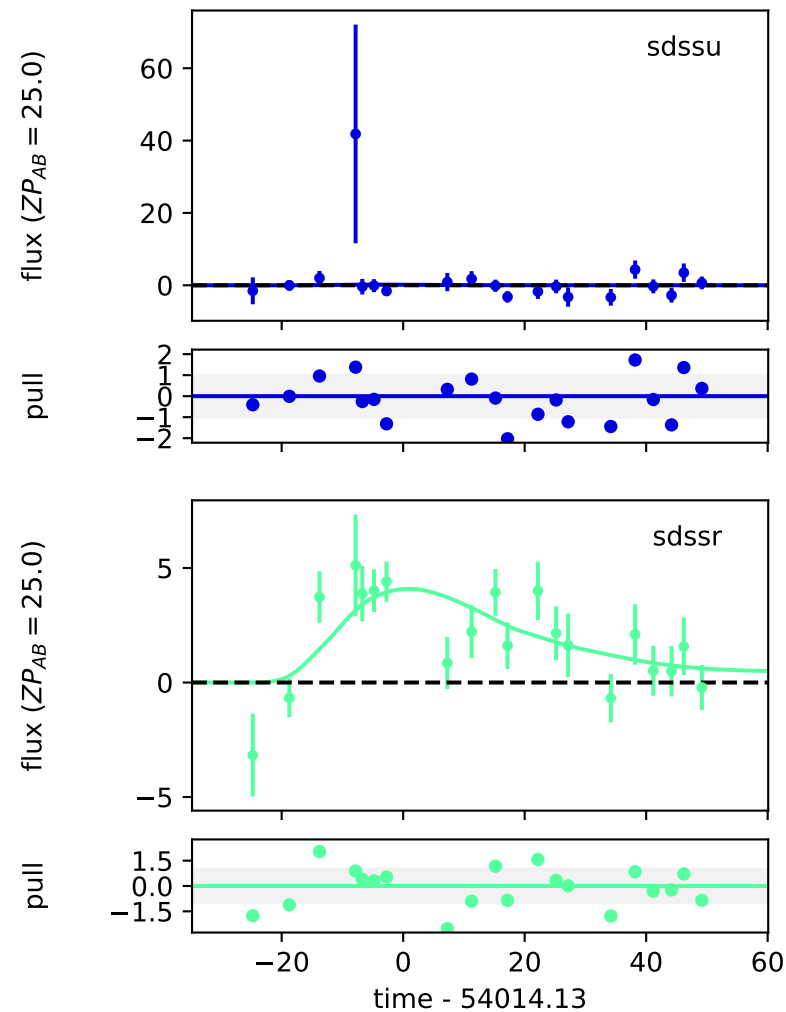 sdssu
flux (ZP_AB = 25.0)
60
40
20
0
pull
2
1
0
−1
−2
sdssr
flux (ZP_AB = 25.0)
5
0
−5
pull
1.5
0.0
−1.5
−20 0 20 40 60
time - 54014.13